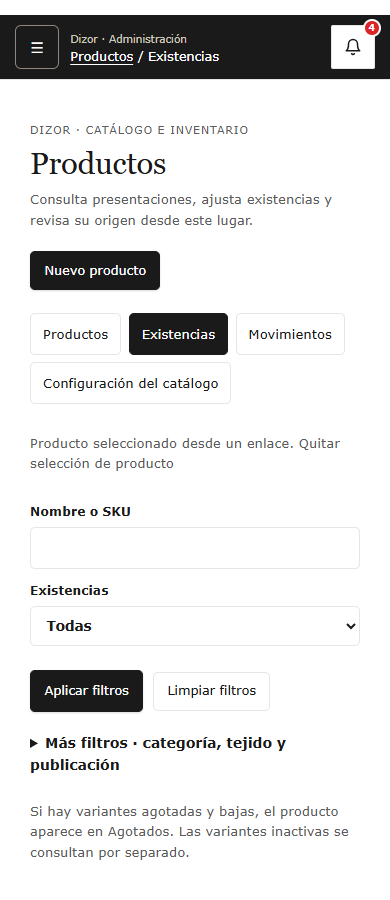 ☰
Dizor · Administración
Productos / Existencias
4
DIZOR · CATÁLOGO E INVENTARIO
Productos
Consulta presentaciones, ajusta existencias y
revisa su origen desde este lugar.
Nuevo producto
Productos
Existencias
Movimientos
Configuración del catálogo
Producto seleccionado desde un enlace. Quitar
selección de producto
Nombre o SKU
Existencias
Todas
Aplicar filtros
Limpiar filtros
Más filtros · categoría, tejido y
publicación
Si hay variantes agotadas y bajas, el producto
aparece en Agotados. Las variantes inactivas se
consultan por separado.